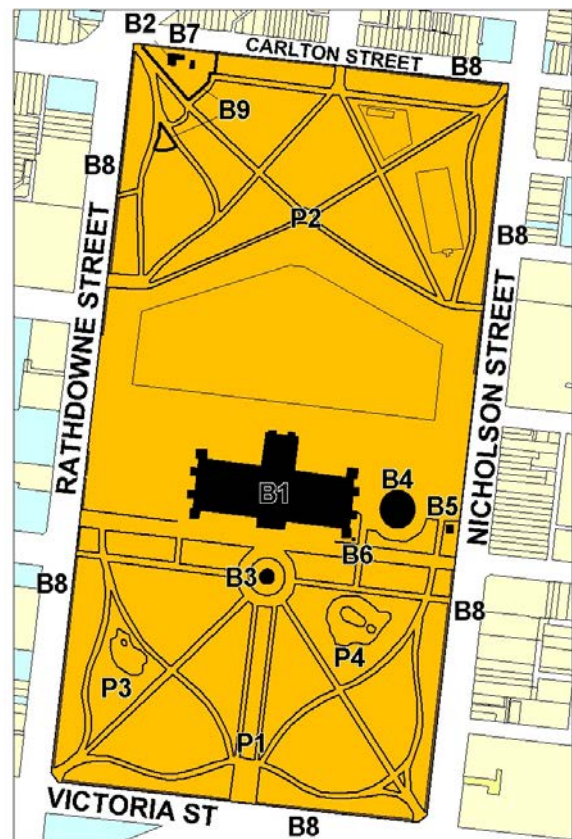 B2
B7
CARLTON STREET
B8
B9
B8
P2
B8
RATHDOWNE STREET
NICHOLSON STREET
B1
B4
B5
B6
B8
B3
B8
P4
P3
P1
VICTORIA ST
B8